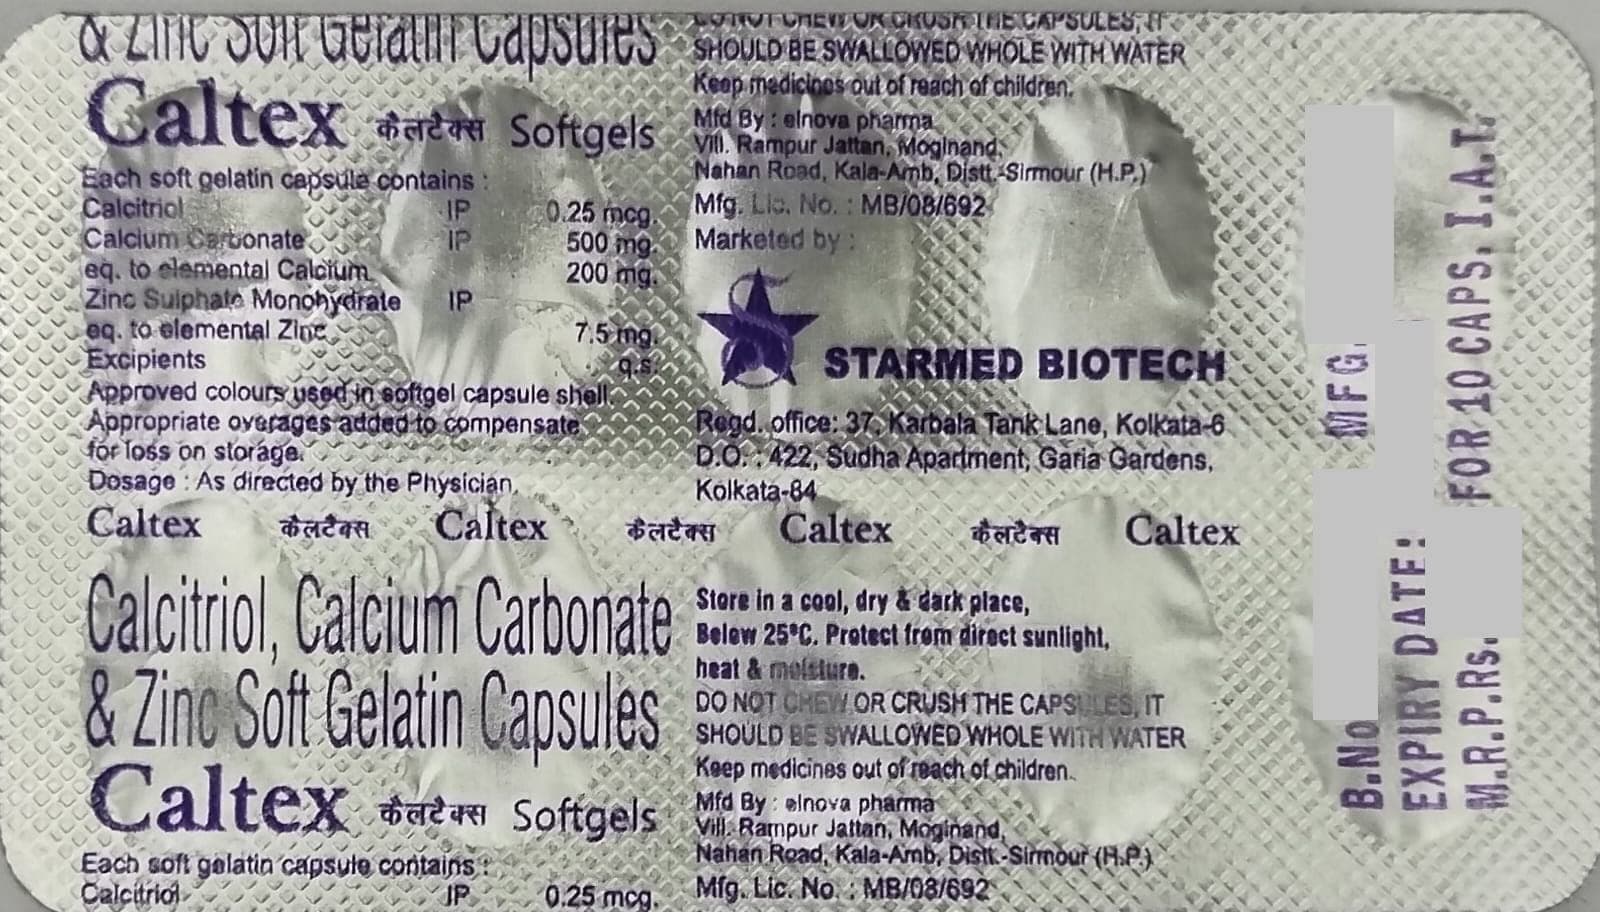 & Zinc Soft Gelatin Capsules
Caltex कैलटैक्स Softgels
Each soft gelatin capsule contains :
Calcitriol IP 0.25 mcg.
Calcium Carbonate IP 500 mg.
eq. to elemental Calcium 200 mg.
Zinc Sulphate Monohydrate IP
eq. to elemental Zinc 7.5 mg.
Excipients q.s.
Approved colours used in softgel capsule shell.
Appropriate overages added to compensate
for loss on storage.
Dosage : As directed by the Physician.
DO NOT CHEW OR CRUSH THE CAPSULES, IT
SHOULD BE SWALLOWED WHOLE WITH WATER
Keep medicines out of reach of children.
Mfd By : elnova pharma
Vill. Rampur Jattan, Moginand,
Nahan Road, Kala-Amb, Distt.-Sirmour (H.P.)
Mfg. Lic. No. : MB/08/692
Marketed by :
STARMED BIOTECH
Regd. office: 37, Karbala Tank Lane, Kolkata-6
D.O. : 422, Sudha Apartment, Garia Gardens,
Kolkata-84
Caltex कैलटैक्स Caltex कैलटैक्स Caltex कैलटैक्स Caltex
Calcitriol, Calcium Carbonate
& Zinc Soft Gelatin Capsules
Caltex कैलटैक्स Softgels
Each soft gelatin capsule contains :
Calcitriol IP 0.25 mcg.
Store in a cool, dry & dark place,
Below 25°C. Protect from direct sunlight,
heat & moisture.
DO NOT CHEW OR CRUSH THE CAPSULES, IT
SHOULD BE SWALLOWED WHOLE WITH WATER
Keep medicines out of reach of children.
Mfd By : elnova pharma
Vill. Rampur Jattan, Moginand,
Nahan Road, Kala-Amb, Distt.-Sirmour (H.P.)
Mfg. Lic. No. : MB/08/692
B.No MFG.
EXPIRY DATE:
M.R.P.Rs. FOR 10 CAPS. I.A.T.